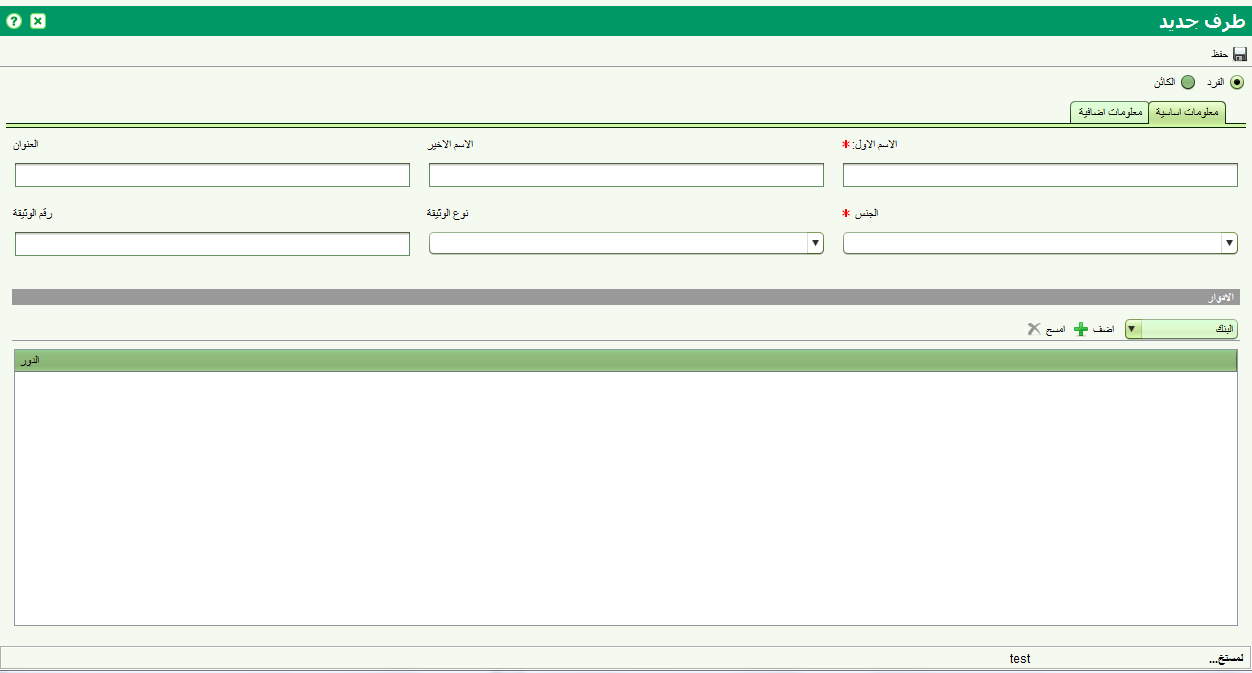 طرف جديد
حفظ
الفرد الكائن
معلومات اساسية معلومات اضافية
الاسم الاول: * الاسم الاخير العنوان
الجنس * نوع الوثيقة رقم الوثيقة
الادوار
البنك اضف امسح
الدور
لمستخ... test